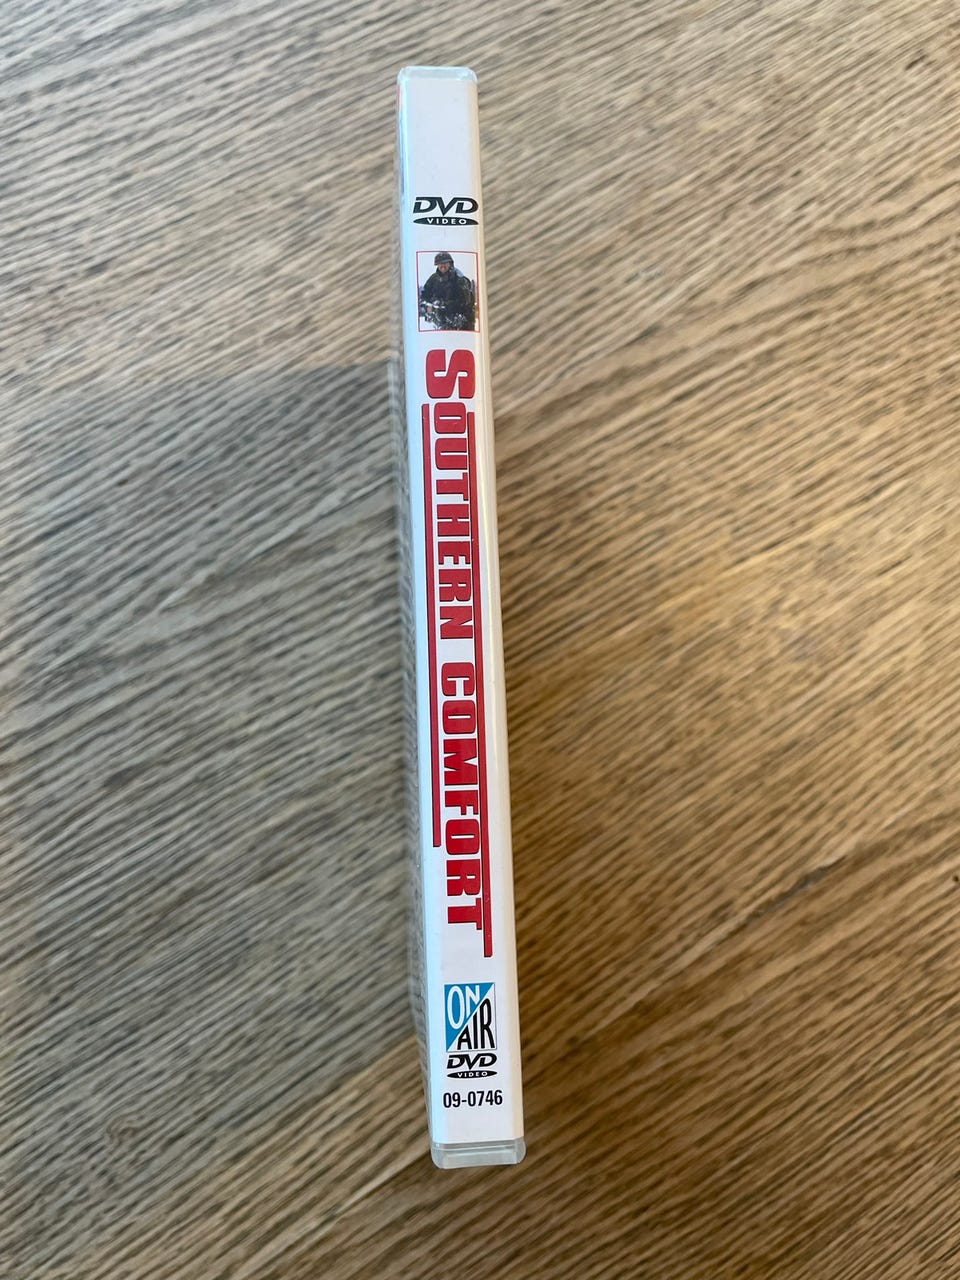 DVD
VIDEO
SOUTHERN COMFORT
ON
AIR
DVD
VIDEO
09-0746